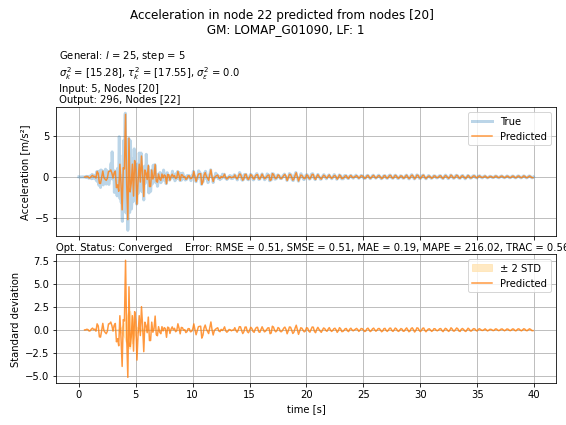 Acceleration in node 22 predicted from nodes [20]
GM: LOMAP_G01090, LF: 1
General: l = 25, step = 5
σ²ₖ = [15.28], τ²ₖ = [17.55], σ²ε = 0.0
Input: 5, Nodes [20]
Output: 296, Nodes [22]
True
Predicted
Acceleration [m/s²]
5
0
−5
Opt. Status: Converged Error: RMSE = 0.51, SMSE = 0.51, MAE = 0.19, MAPE = 216.02, TRAC = 0.56
± 2 STD
Predicted
Standard deviation
7.5
5.0
2.5
0.0
−2.5
−5.0
0 5 10 15 20 25 30 35 40
time [s]